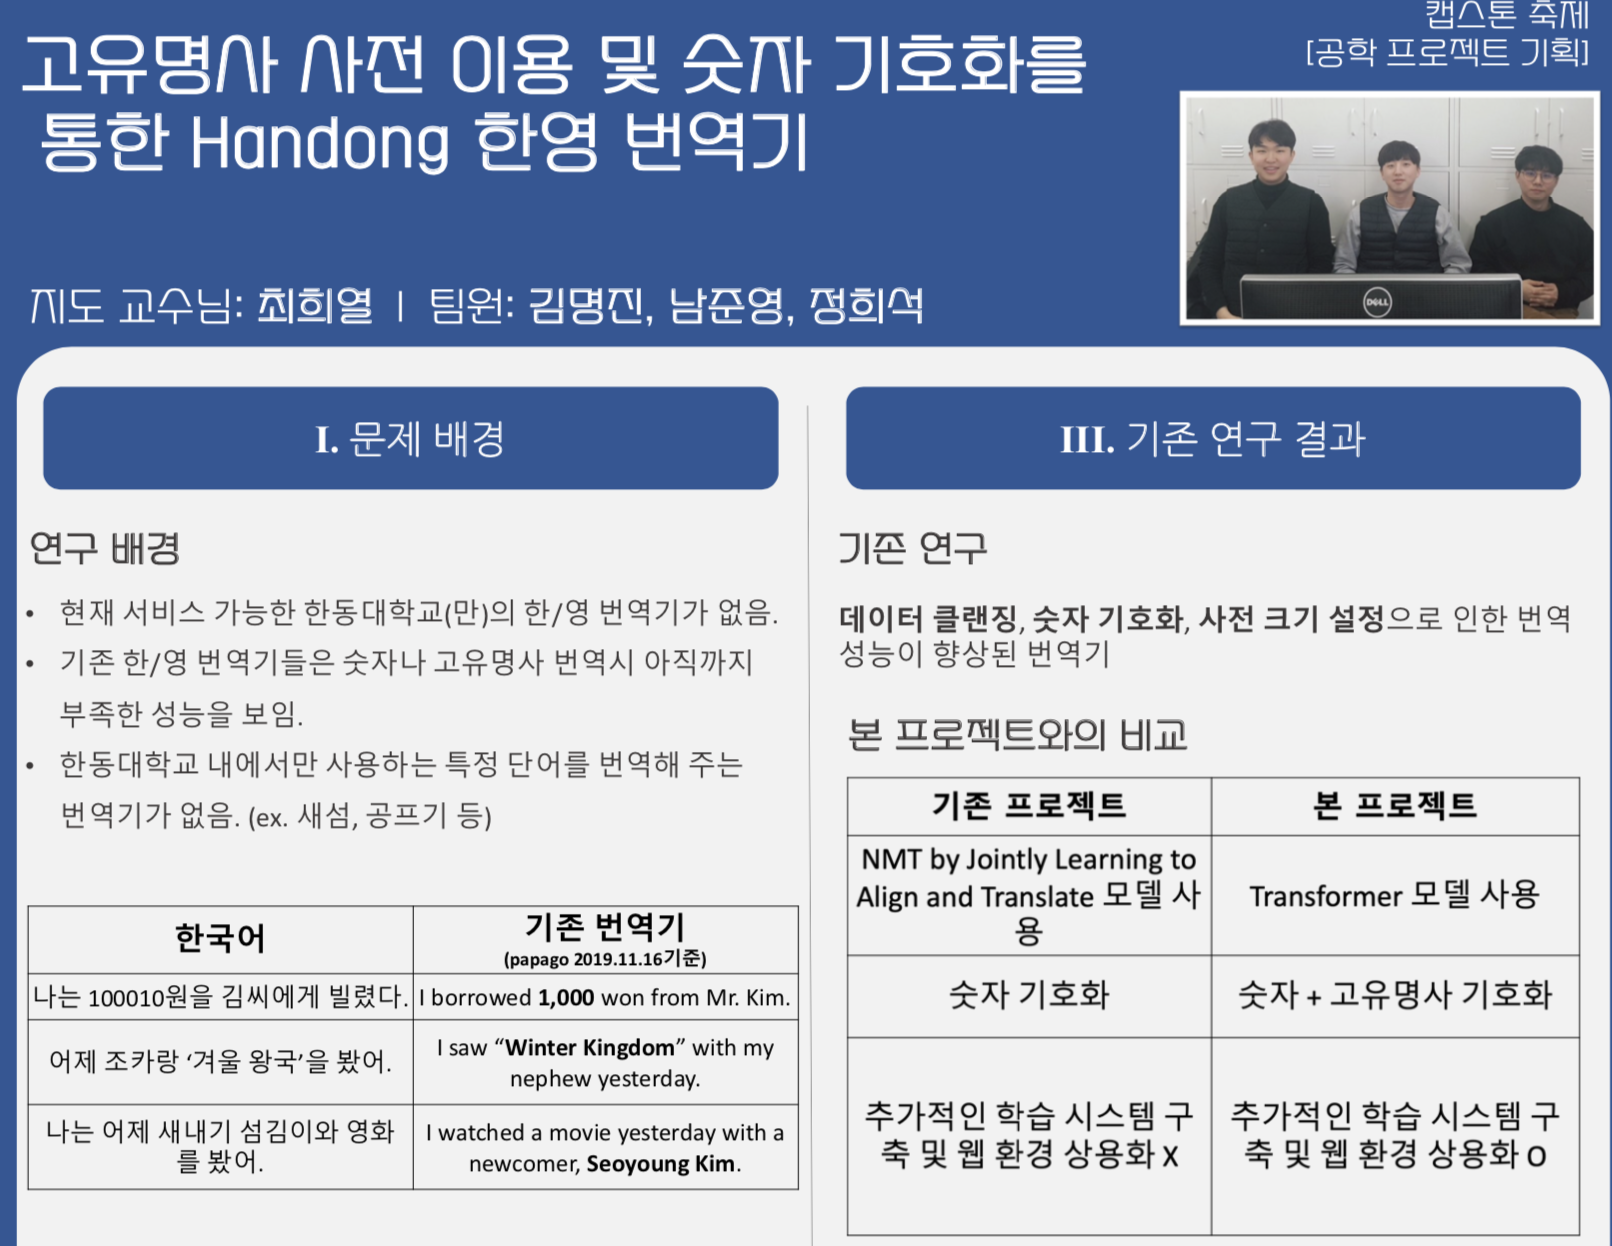 캡스톤 축제
[공학 프로젝트 기획]
고유명사 사전 이용 및 숫자 기호화를
통한 Handong 한영 번역기
DELL
지도 교수님: 최희열 | 팀원: 김명진, 남준영, 정희석
I. 문제 배경
연구 배경
• 현재 서비스 가능한 한동대학교(만)의 한/영 번역기가 없음.
• 기존 한/영 번역기들은 숫자나 고유명사 번역시 아직까지
부족한 성능을 보임.
• 한동대학교 내에서만 사용하는 특정 단어를 번역해 주는
번역기가 없음. (ex. 새섬, 공프기 등)
한국어
기존 번역기
(papago 2019.11.16기준)
나는 100010원을 김씨에게 빌렸다.
I borrowed 1,000 won from Mr. Kim.
어제 조카랑 ‘겨울 왕국’을 봤어.
I saw “Winter Kingdom” with my
nephew yesterday.
나는 어제 새내기 섬김이와 영화
를 봤어.
I watched a movie yesterday with a
newcomer, Seoyoung Kim.
III. 기존 연구 결과
기존 연구
데이터 클랜징, 숫자 기호화, 사전 크기 설정으로 인한 번역
성능이 향상된 번역기
본 프로젝트와의 비교
기존 프로젝트
본 프로젝트
NMT by Jointly Learning to
Align and Translate 모델 사
용
Transformer 모델 사용
숫자 기호화
숫자 + 고유명사 기호화
추가적인 학습 시스템 구
축 및 웹 환경 상용화 X
추가적인 학습 시스템 구
축 및 웹 환경 상용화 O